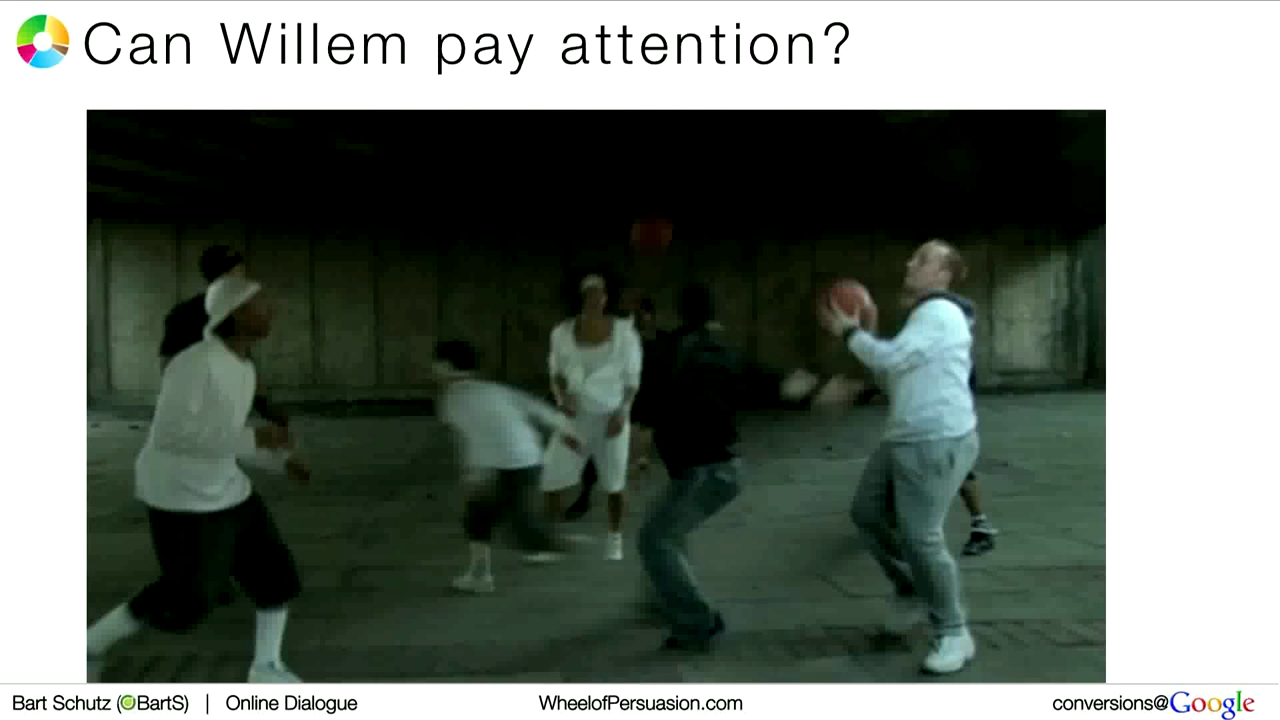 Can Willem pay attention?
Bart Schutz (@BartS) | Online Dialogue
WheelofPersuasion.com
conversions@Google